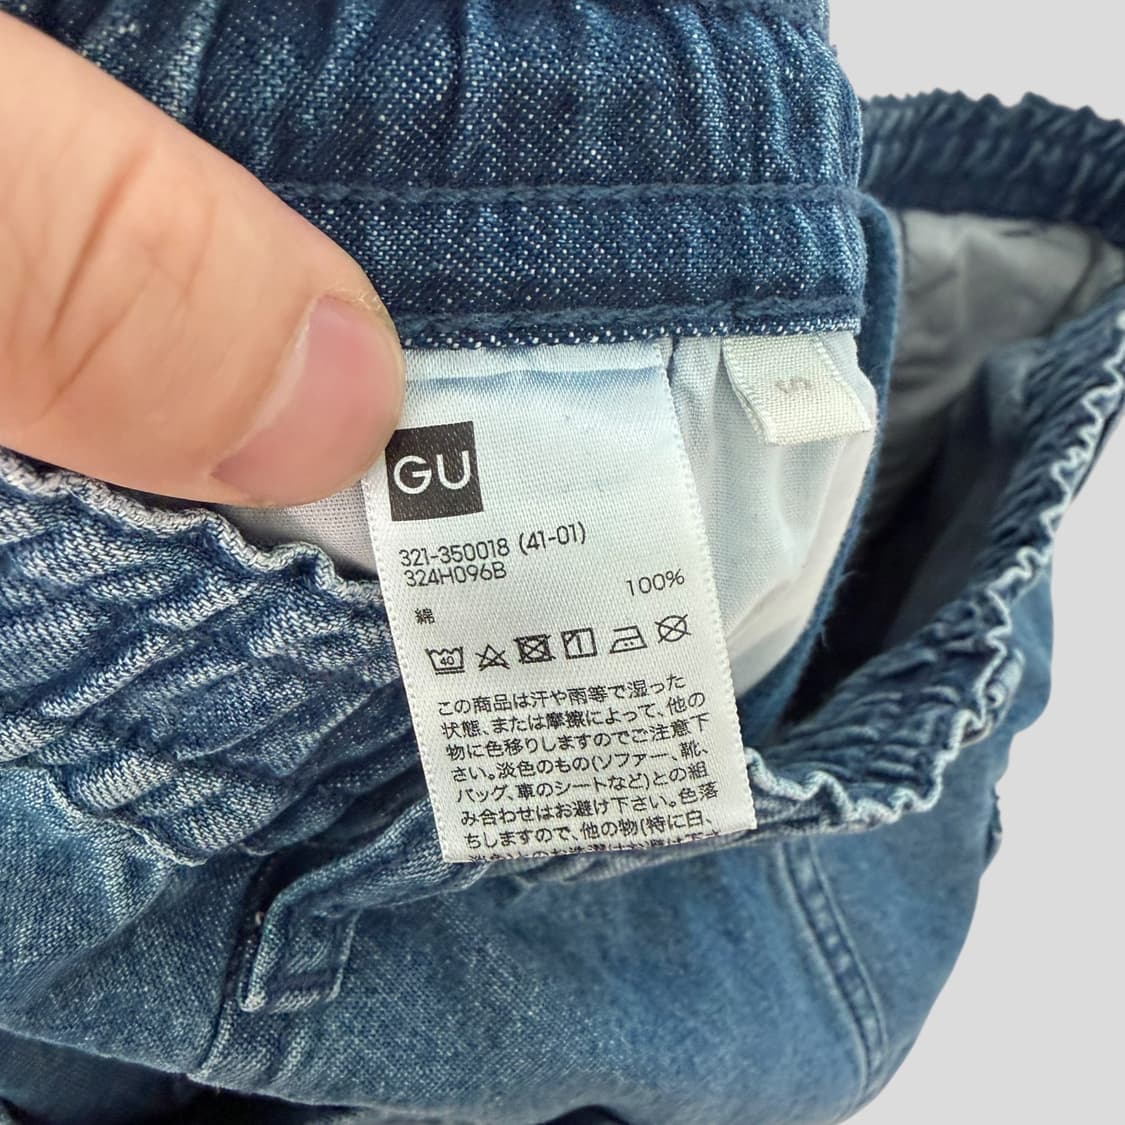 GU
321-350018 (41-01)
324H096B
綿 100%
40
この商品は汗や雨等で湿った
状態、または摩擦によって、他の
物に色移りしますのでご注意下
さい。淡色のもの(ソファー、靴、
バッグ、車のシートなど)との組
み合わせはお避け下さい。色落
ちしますので、他の物(特に白、
S